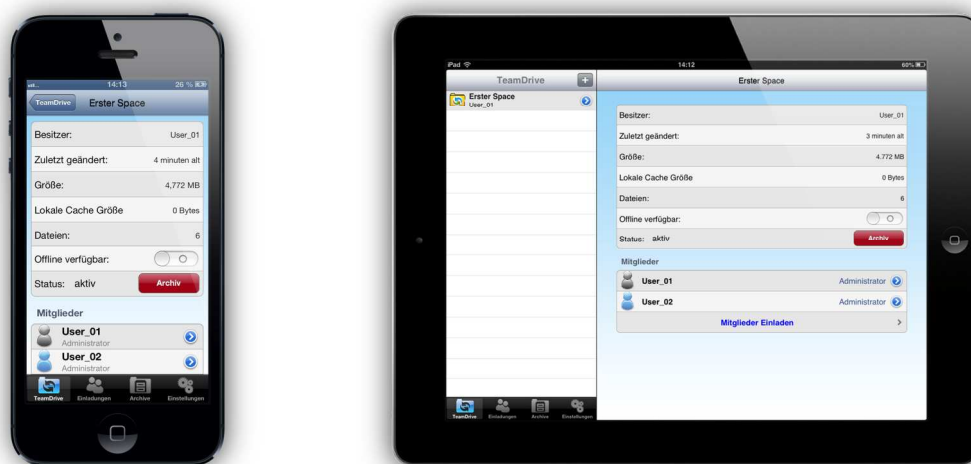 14:13 26 %
TeamDrive Erster Space
Besitzer: User_01
Zuletzt geändert: 4 minuten alt
Größe: 4,772 MB
Lokale Cache Größe 0 Bytes
Dateien: 6
Offline verfügbar:
Status: aktiv Archiv
Mitglieder
User_01
Administrator
User_02
Administrator
TeamDrive Einladungen Archive Einstellungen
iPad 14:12 60%
TeamDrive + Erster Space
Erster Space
User_01
Besitzer: User_01
Zuletzt geändert: 3 minuten alt
Größe: 4.772 MB
Lokale Cache Größe 0 Bytes
Dateien: 6
Offline verfügbar:
Status: aktiv Archiv
Mitglieder
User_01 Administrator
User_02 Administrator
Mitglieder Einladen
TeamDrive Einladungen Archive Einstellungen